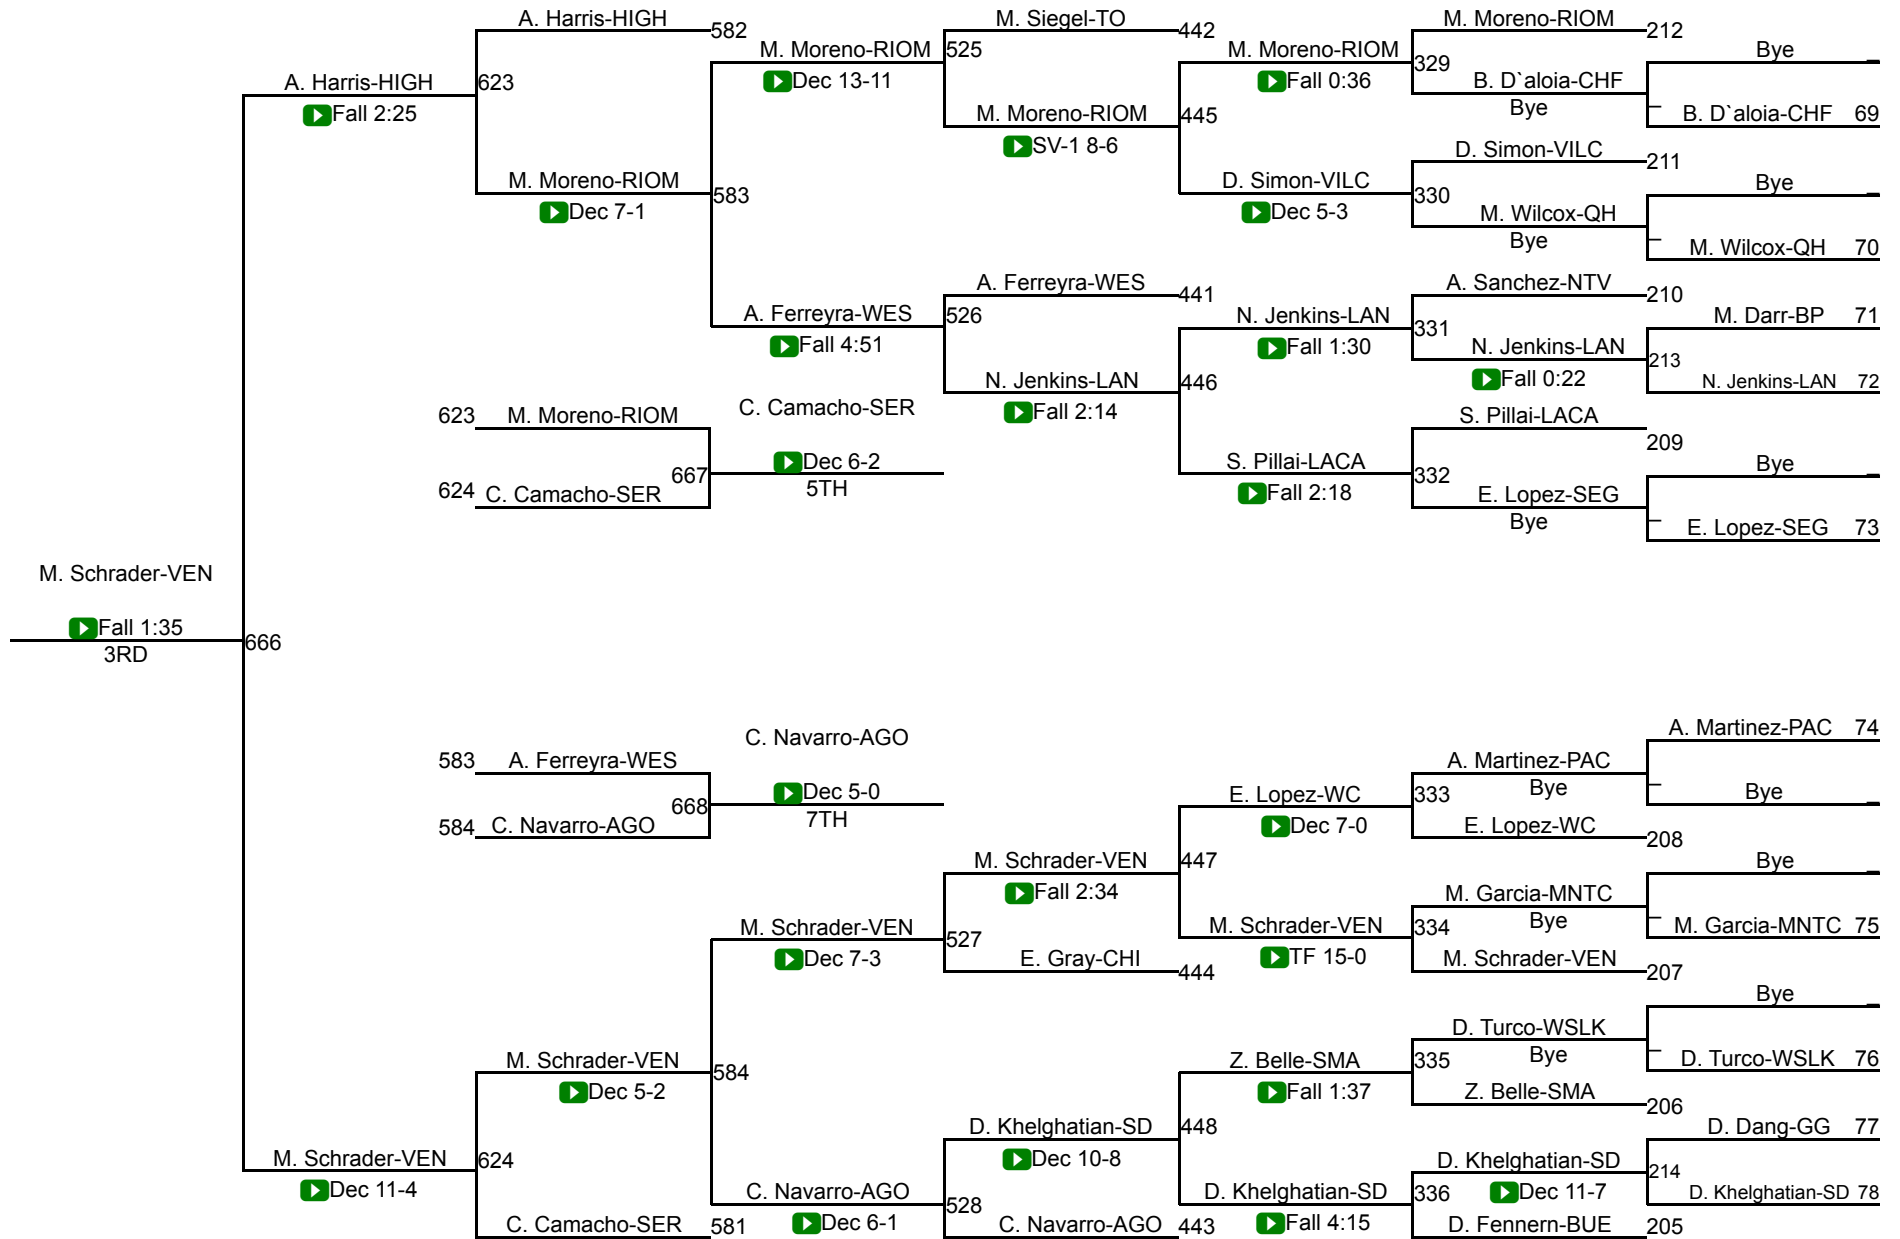 A. Harris-HIGH
582
M. Siegel-TO
442
M. Moreno-RIOM
212
M. Moreno-RIOM
525
M. Moreno-RIOM
329
Bye
A. Harris-HIGH
623
Dec 13-11
Fall 0:36
B. D`aloia-CHF
Bye
Fall 2:25
M. Moreno-RIOM
445
B. D`aloia-CHF 69
SV-1 8-6
D. Simon-VILC
211
M. Moreno-RIOM
583
D. Simon-VILC
330
Bye
Dec 7-1
Dec 5-3
M. Wilcox-QH
Bye
M. Wilcox-QH 70
A. Ferreyra-WES
441
A. Sanchez-NTV
210
A. Ferreyra-WES
526
N. Jenkins-LAN
331
M. Darr-BP 71
Fall 4:51
Fall 1:30
N. Jenkins-LAN
213
N. Jenkins-LAN
446
Fall 0:22
N. Jenkins-LAN 72
623 M. Moreno-RIOM
C. Camacho-SER
Fall 2:14
S. Pillai-LACA
209
667
Dec 6-2
S. Pillai-LACA
332
Bye
624 C. Camacho-SER
5TH
Fall 2:18
E. Lopez-SEG
Bye
E. Lopez-SEG 73
M. Schrader-VEN
Fall 1:35
666
3RD
A. Martinez-PAC 74
C. Navarro-AGO
583 A. Ferreyra-WES
A. Martinez-PAC
668
Dec 5-0
E. Lopez-WC
333
Bye
Bye
584 C. Navarro-AGO
7TH
Dec 7-0
E. Lopez-WC
208
M. Schrader-VEN
447
Bye
Fall 2:34
M. Garcia-MNTC
M. Schrader-VEN
527
M. Schrader-VEN
334
Bye
M. Garcia-MNTC 75
Dec 7-3
E. Gray-CHI
444
TF 15-0
M. Schrader-VEN
207
Bye
D. Turco-WSLK
M. Schrader-VEN
584
Z. Belle-SMA
335
Bye
D. Turco-WSLK 76
Dec 5-2
Fall 1:37
Z. Belle-SMA
206
D. Khelghatian-SD
448
D. Dang-GG 77
M. Schrader-VEN
624
Dec 10-8
D. Khelghatian-SD
214
Dec 11-4
C. Navarro-AGO
528
D. Khelghatian-SD
336
Dec 11-7
D. Khelghatian-SD 78
C. Camacho-SER
581
Dec 6-1
C. Navarro-AGO
443
Fall 4:15
D. Fennern-BUE
205